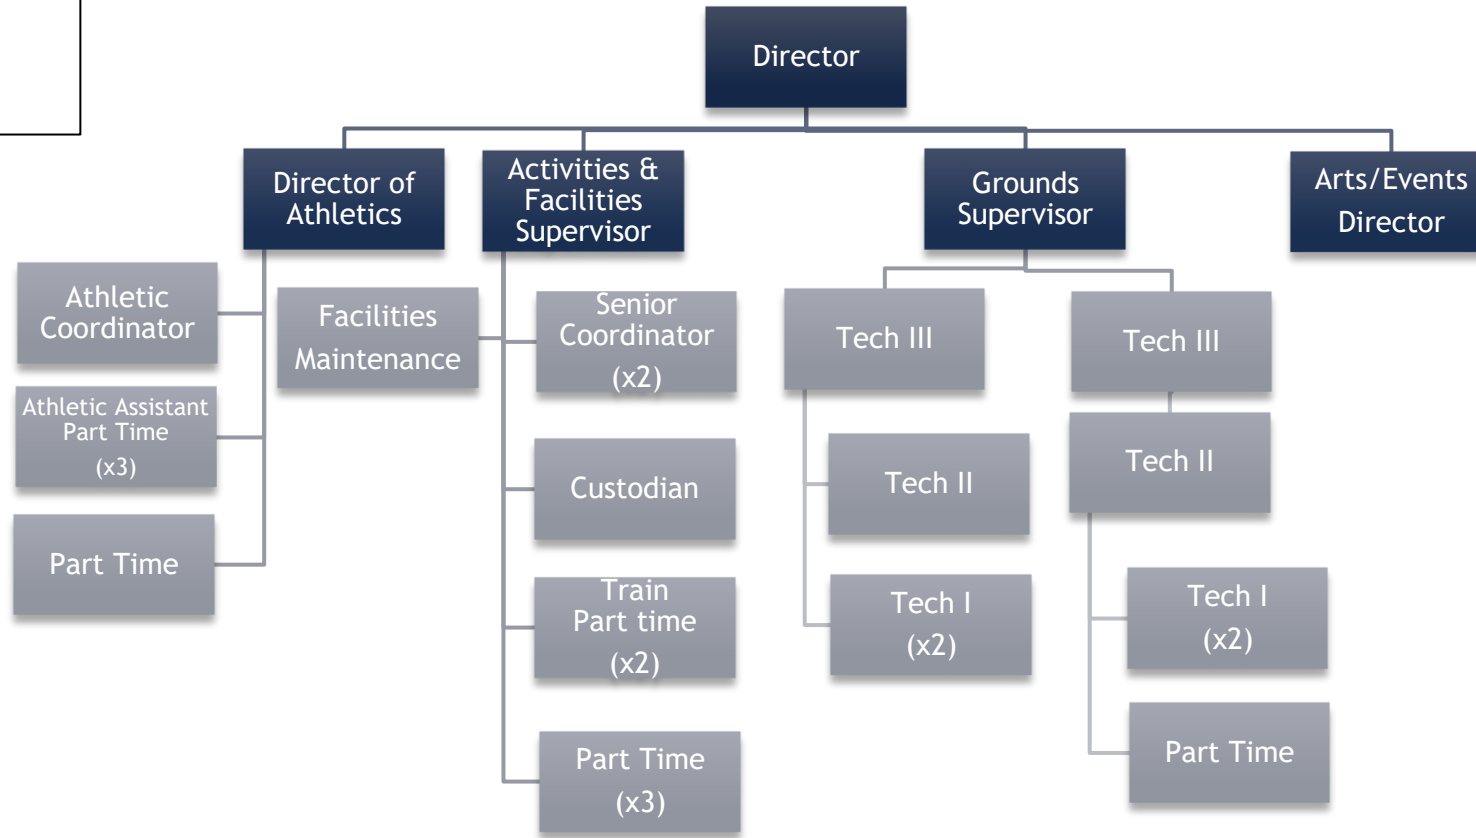 Director
Director of
Athletics
Activities &
Facilities
Supervisor
Grounds
Supervisor
Arts/Events
Director
Athletic
Coordinator
Athletic Assistant
Part Time
(x3)
Part Time
Facilities
Maintenance
Senior
Coordinator
(x2)
Custodian
Train
Part time
(x2)
Part Time
(x3)
Tech III
Tech II
Tech I
(x2)
Tech III
Tech II
Tech I
(x2)
Part Time